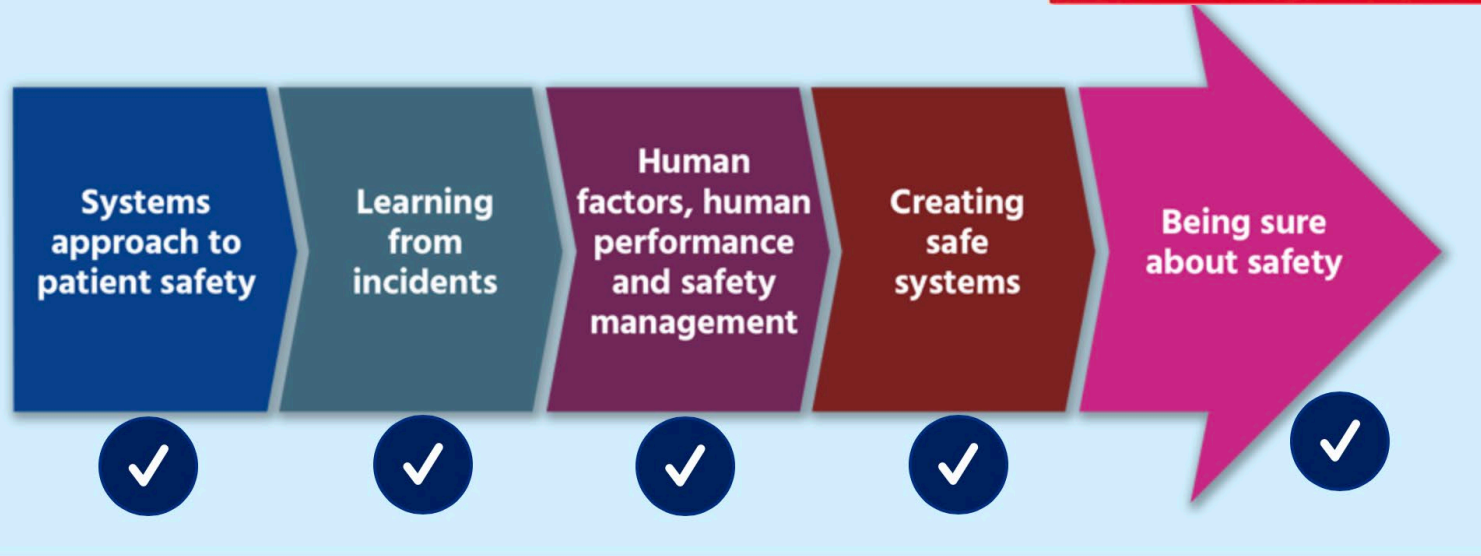 Systems
approach to
patient safety
Learning
from
incidents
Human
factors, human
performance
and safety
management
Creating
safe
systems
Being sure
about safety